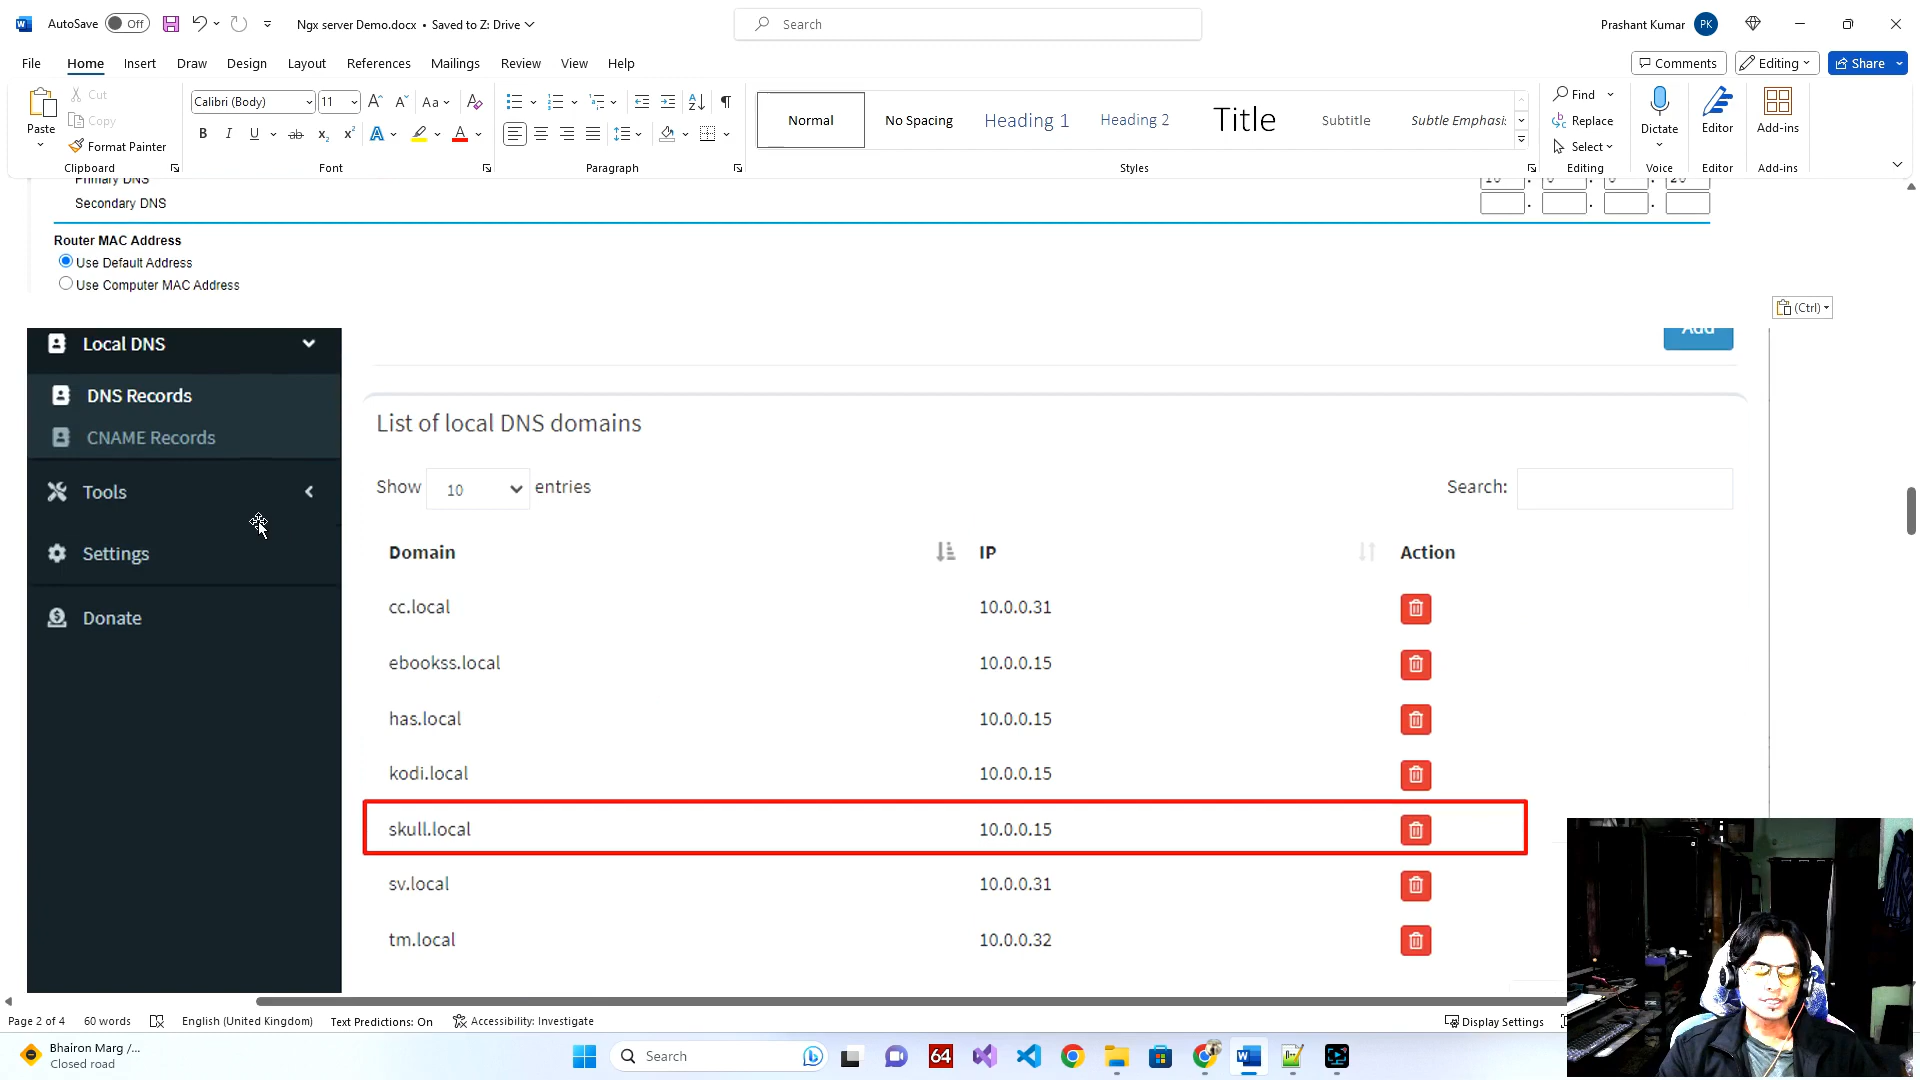 AutoSave Off Ngx server Demo.docx • Saved to Z: Drive Search Prashant Kumar PK
File Home Insert Draw Design Layout References Mailings Review View Help Comments Editing Share
Paste Cut Copy Format Painter
Calibri (Body) 11 Aa
B I U ab x₂ x² A A
Normal No Spacing Heading 1 Heading 2 Title Subtitle Subtle Emphasis
Find Replace Select Dictate Editor Add-ins
Clipboard Font Paragraph Styles Editing Voice Editor Add-ins
Primary DNS
Secondary DNS
Router MAC Address
Use Default Address
Use Computer MAC Address
(Ctrl)
Local DNS Add
DNS Records
CNAME Records
Tools
Settings
Donate
List of local DNS domains
Show 10 entries Search:
Domain IP Action
cc.local 10.0.0.31
ebookss.local 10.0.0.15
has.local 10.0.0.15
kodi.local 10.0.0.15
skull.local 10.0.0.15
sv.local 10.0.0.31
tm.local 10.0.0.32
Page 2 of 4 60 words English (United Kingdom) Text Predictions: On Accessibility: Investigate Display Settings
Bhairon Marg /...
Closed road
Search
64